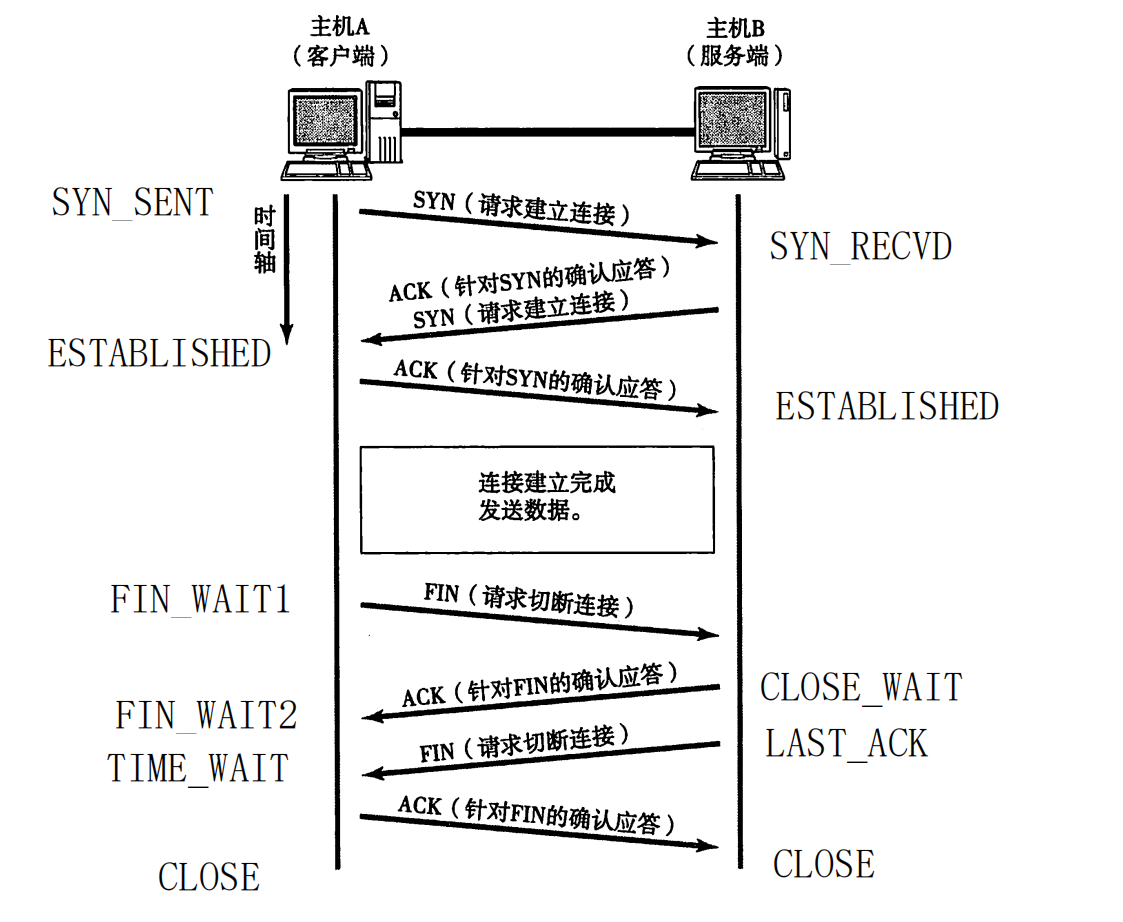 主机A
（客户端）
主机B
（服务端）
SYN_SENT
时间轴
SYN（请求建立连接）
SYN_RECVD
ACK（针对SYN的确认应答）
SYN（请求建立连接）
ESTABLISHED
ACK（针对SYN的确认应答）
ESTABLISHED
连接建立完成
发送数据。
FIN_WAIT1
FIN（请求切断连接）
ACK（针对FIN的确认应答）
CLOSE_WAIT
FIN_WAIT2
FIN（请求切断连接）
LAST_ACK
TIME_WAIT
ACK（针对FIN的确认应答）
CLOSE
CLOSE